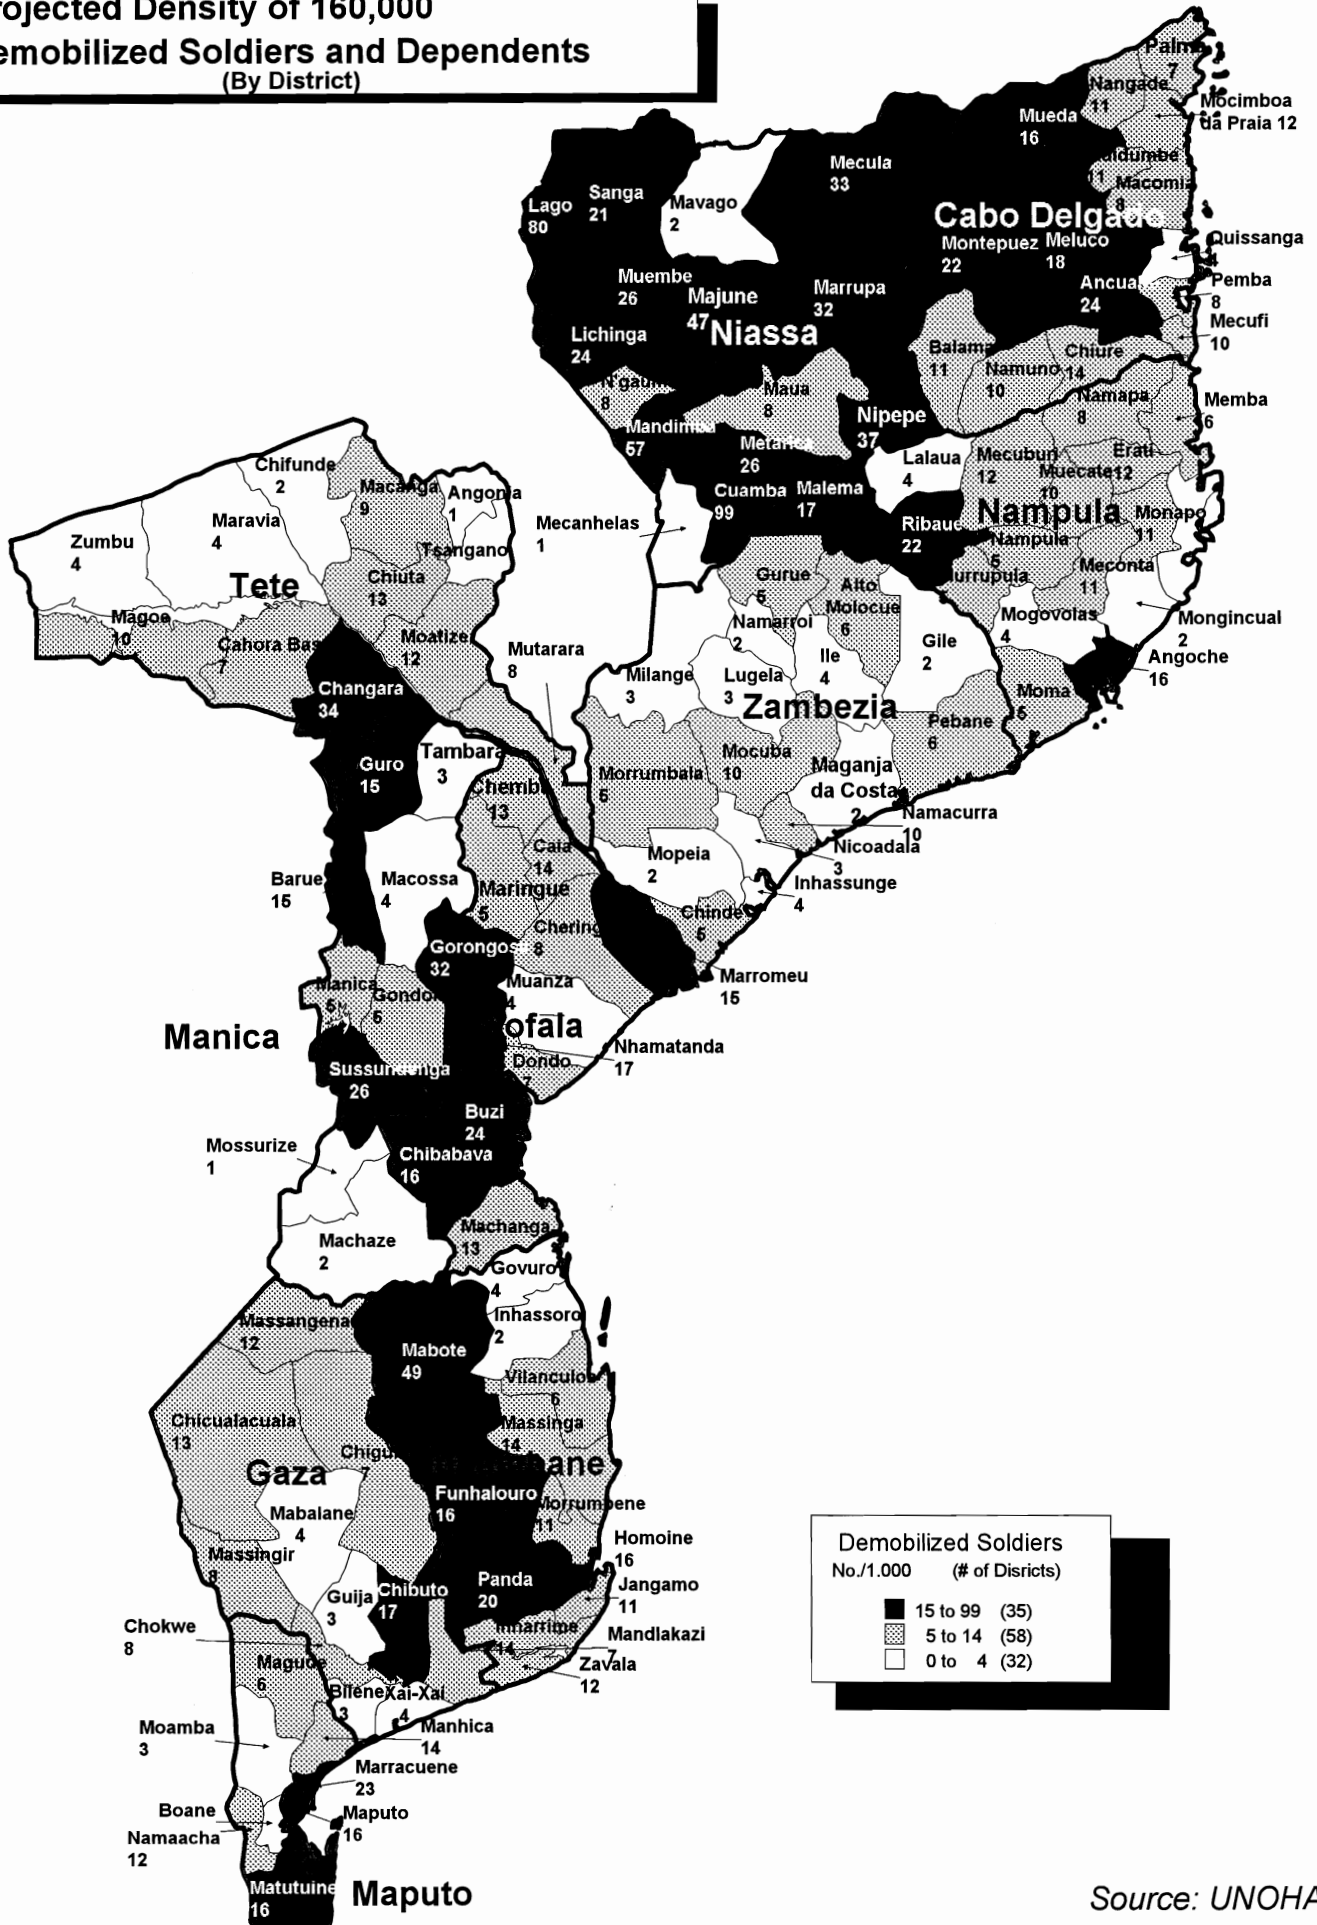 rojected Density of 160,000
emobilized Soldiers and Dependents
(By District)
Palma
7
Nangade
11
Mocimboa
da Praia 12
Mueda
16
11
Macomia
8
Mecula
33
Sanga
21
Lago
80
Mavago
2
Cabo Delgado
Montepuez
22
Meluco
18
Quissanga
4
Ancua
24
Pemba
8
Mecufi
10
Muembe
26
Majune
47
Marrupa
32
Niassa
Lichinga
24
Balama
11
Namuno
10
Chiure
14
N'gaum
8
Maua
8
Namapa
8
Memba
6
Mandimba
57
Nipepe
37
Metarica
26
Lalaua
4
Mecuburi
12
Erati
12
Muecate
10
Cuamba
99
Malema
17
Ribaue
22
Nampula
Monapo
11
Nampula
5
Murrupula
Meconta
11
Mecanhelas
1
Chifunde
2
Macanga
9
Angonia
1
Maravia
4
Zumbu
4
Tsangano
Tete
Chiuta
13
Magoe
10
Cahora Bas
7
Moatize
12
Mutarara
8
Changara
34
Gurue
5
Alto
Molocue
6
Namarroi
2
Mogovolas
4
Mongincual
2
Ile
4
Gile
2
Angoche
16
Milange
3
Lugela
3
Zambezia
Moma
5
Pebane
6
Mocuba
10
Morrumbala
5
Maganja
da Costa
2
Namacurra
10
Nicoadala
3
Mopeia
2
Inhassunge
4
Chinde
5
Marromeu
15
Guro
15
Tambara
3
Chemba
13
Caia
14
Barue
15
Macossa
4
Maringue
5
Chering
8
Gorongosa
32
Muanza
4
Manica
5
Gondola
6
Manica
ofala
Nhamatanda
17
Dondo
7
Sussundenga
26
Buzi
24
Chibabava
16
Mossurize
1
Machaze
2
Machanga
13
Govuro
4
Inhassoro
2
Massangena
12
Mabote
49
Vilanculos
6
Chicualacuala
13
Massinga
14
Chigu
7
Gaza
hane
Mabalane
4
Funhalouro
16
Morrumbene
11
Massingir
8
Homoine
16
Guija
3
Chibuto
17
Panda
20
Jangamo
11
Inharrime
14
Mandlakazi
7
Zavala
12
Chokwe
8
Magude
6
Bilene
3
Xai-Xai
4
Moamba
3
Manhica
14
Marracuene
23
Boane
Maputo
16
Namaacha
12
Matutuine
16
Maputo
Demobilized Soldiers
No./1.000 (# of Disricts)
15 to 99 (35)
5 to 14 (58)
0 to 4 (32)
Source: UNOHA